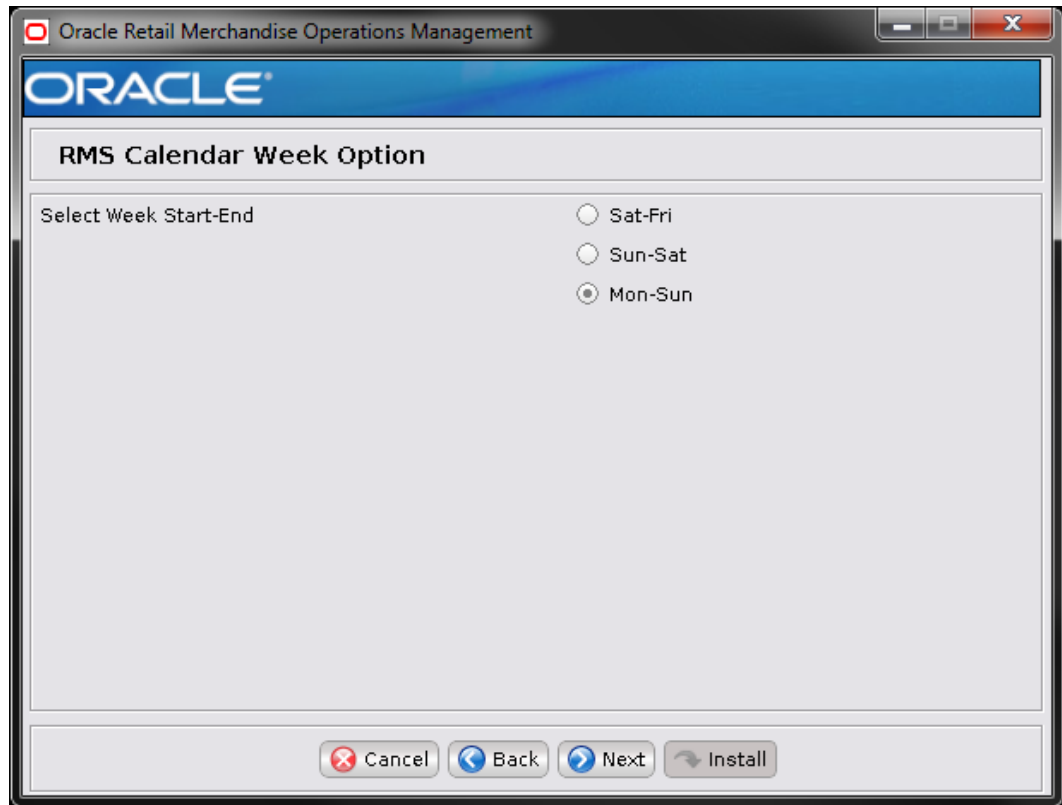 Oracle Retail Merchandise Operations Management
ORACLE®
RMS Calendar Week Option
Select Week Start-End
Sat-Fri
Sun-Sat
Mon-Sun
Cancel Back Next Install